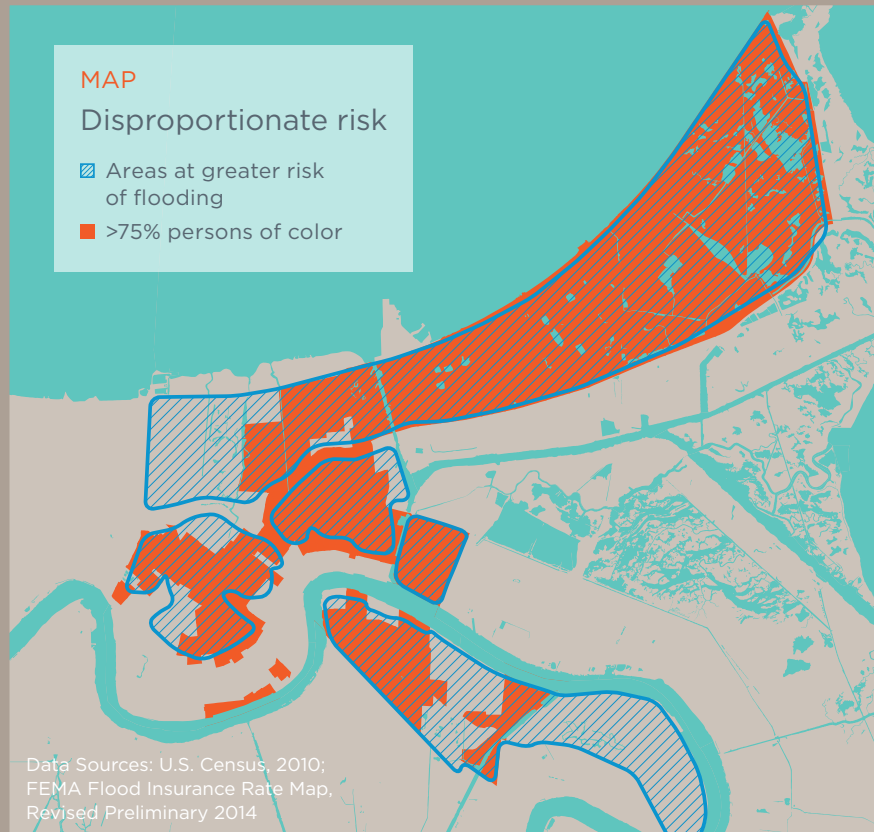 MAP
Disproportionate risk
Areas at greater risk
of flooding
>75% persons of color
Data Sources: U.S. Census, 2010;
FEMA Flood Insurance Rate Map,
Revised Preliminary 2014